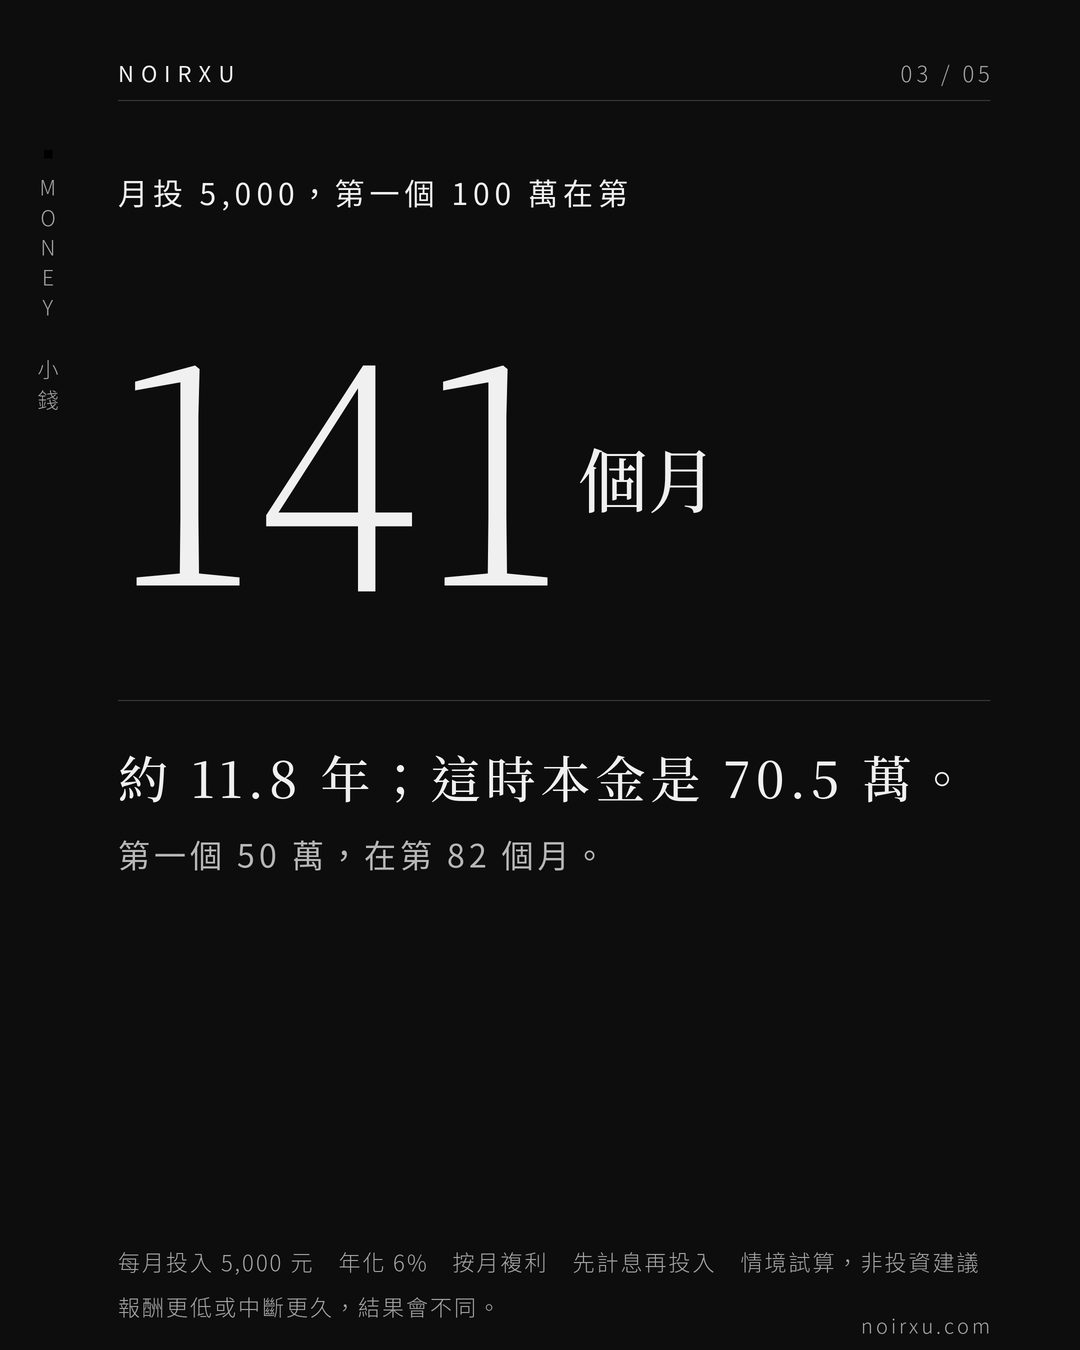 NOIRXU
03 / 05
MONEY 小錢
月投 5,000，第一個 100 萬在第
141 個月
約 11.8 年；這時本金是 70.5 萬。
第一個 50 萬，在第 82 個月。
每月投入 5,000 元　年化 6%　按月複利　先計息再投入　情境試算，非投資建議
報酬更低或中斷更久，結果會不同。
noirxu.com